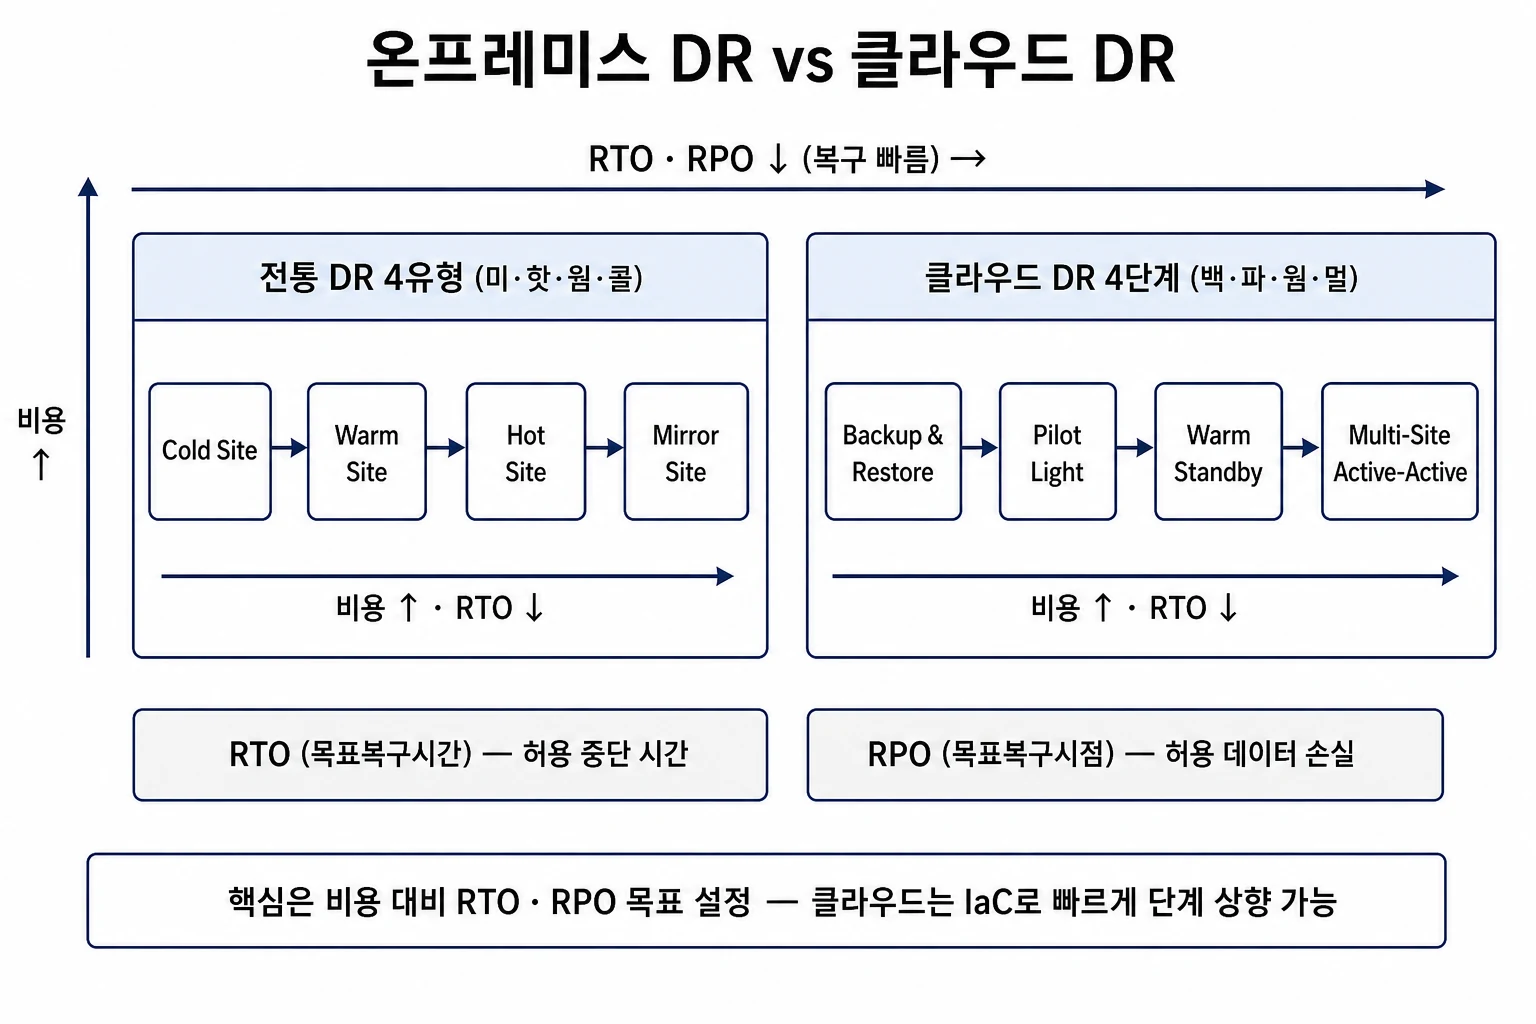 온프레미스 DR vs 클라우드 DR
RTO · RPO ↓ (복구 빠름) →
비용
↑
전통 DR 4유형 (미·핫·웜·콜)
Cold Site
Warm
Site
Hot
Site
Mirror
Site
비용 ↑ · RTO ↓
클라우드 DR 4단계 (백·파·웜·멀)
Backup &
Restore
Pilot
Light
Warm
Standby
Multi-Site
Active-Active
비용 ↑ · RTO ↓
RTO (목표복구시간) — 허용 중단 시간
RPO (목표복구시점) — 허용 데이터 손실
핵심은 비용 대비 RTO · RPO 목표 설정 — 클라우드는 IaC로 빠르게 단계 상향 가능